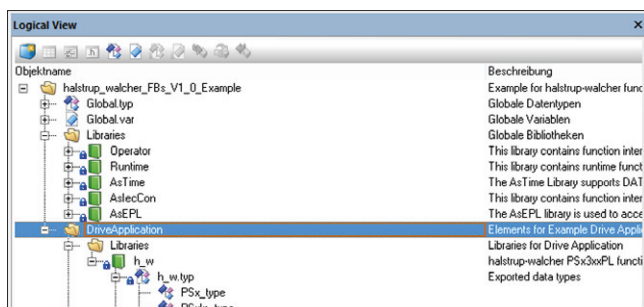 Logical View
Objektname Beschreibung
halstrup_walcher_FBs_V1_0_Example Example for halstrup-walcher func
Global.typ Globale Datentypen
Global.var Globale Variablen
Libraries Globale Bibliotheken
Operator This library contains function inter
Runtime This library contains runtime funct
AsTime The AsTime Library supports DAT
AsIecCon This library contains function inter
AsEPL The AsEPL library is used to acce
DriveApplication Elements for Example Drive Appli
Libraries Libraries for Drive Application
h_w halstrup-walcher PSx3xxPL functi
h_w.typ Exported data types
PSx_type